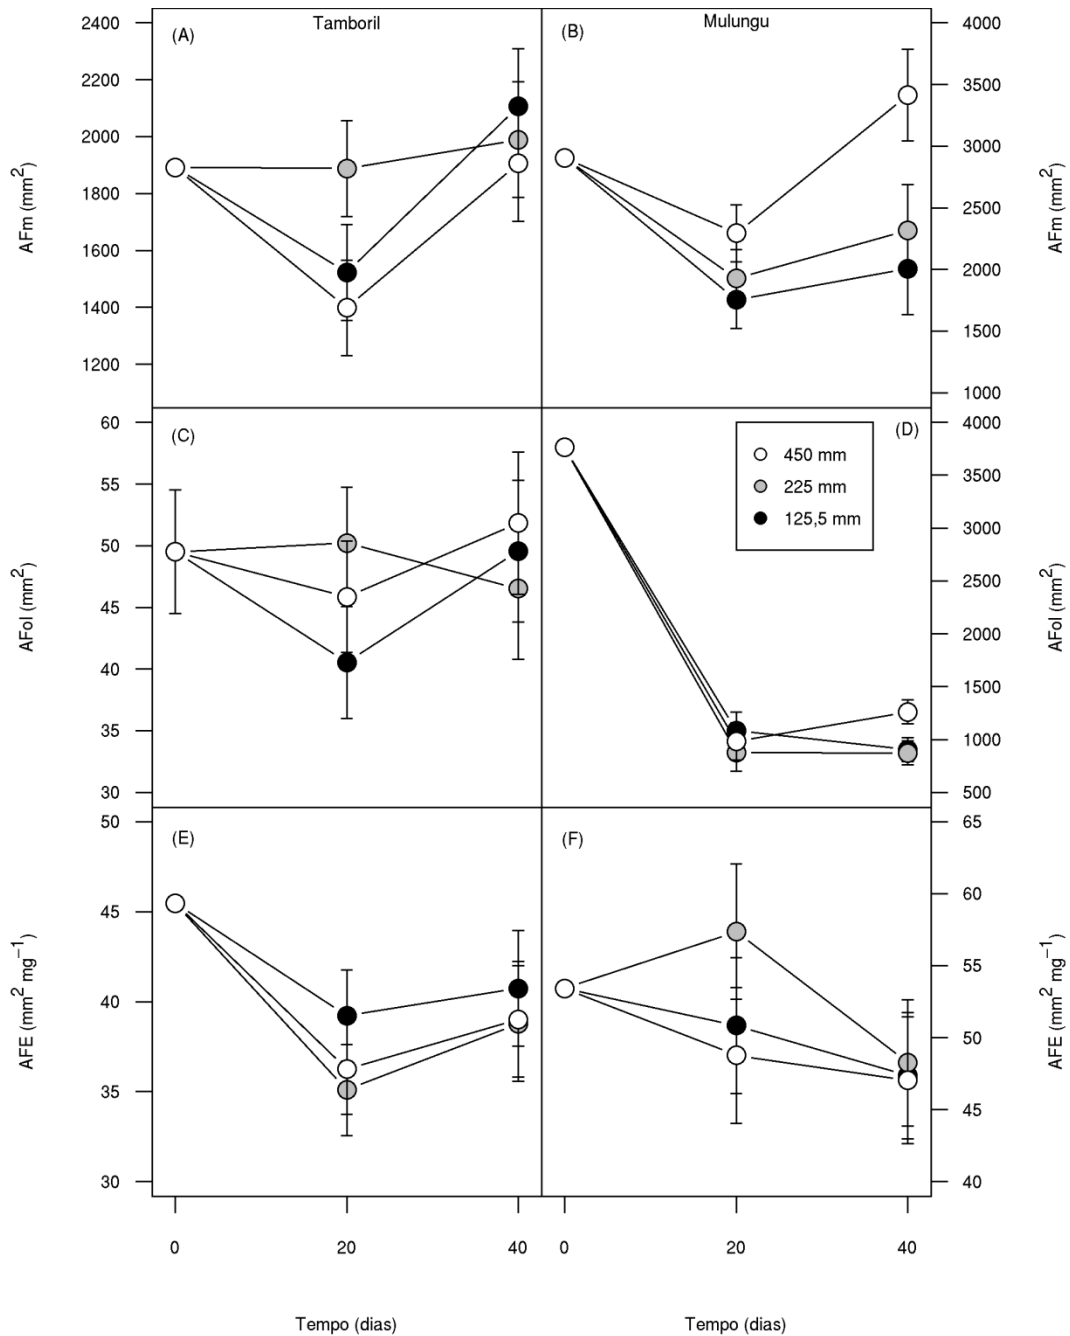 Tamboril
Mulungu
(A)
(B)
2400
2200
2000
1800
1600
1400
1200
AFm (mm²)
4000
3500
3000
2500
2000
1500
1000
AFm (mm²)
(C)
(D)
60
55
50
45
40
35
30
AFol (mm²)
450 mm
225 mm
125,5 mm
4000
3500
3000
2500
2000
1500
1000
500
AFol (mm²)
(E)
(F)
50
45
40
35
30
AFE (mm² mg⁻¹)
65
60
55
50
45
40
AFE (mm² mg⁻¹)
0 20 40 0 20 40
Tempo (dias) Tempo (dias)